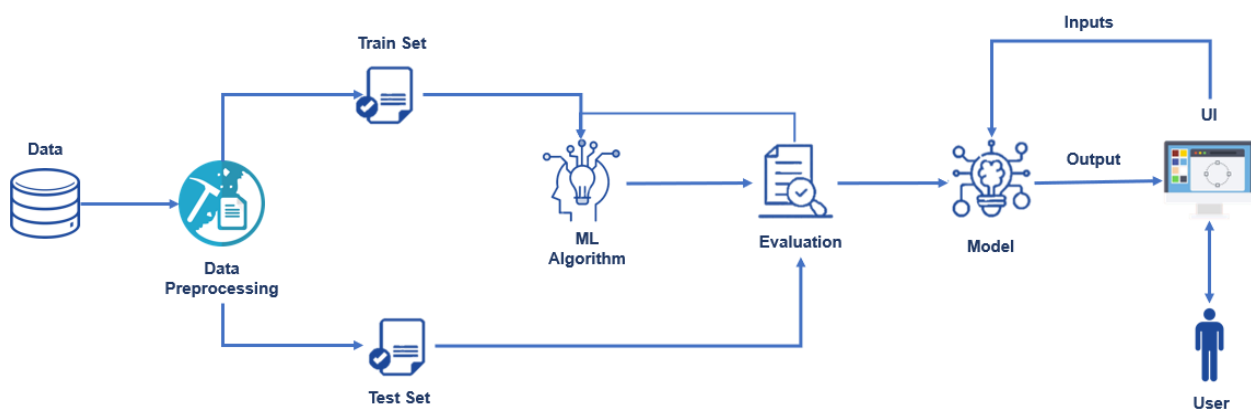 Inputs
Train Set
UI
Data
Output
ML
Algorithm
Evaluation
Model
Data
Preprocessing
Test Set
User